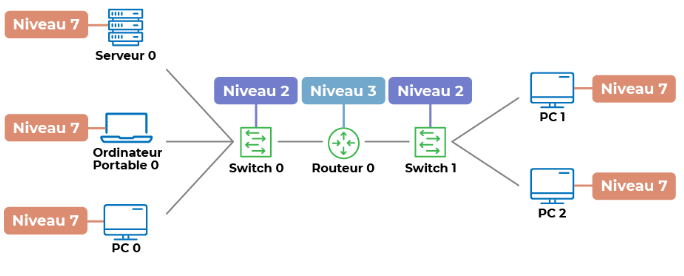 Niveau 7
Serveur 0
Niveau 7
Ordinateur
Portable 0
Niveau 7
PC 0
Niveau 2
Niveau 3
Niveau 2
Switch 0
Routeur 0
Switch 1
Niveau 7
PC 1
Niveau 7
PC 2